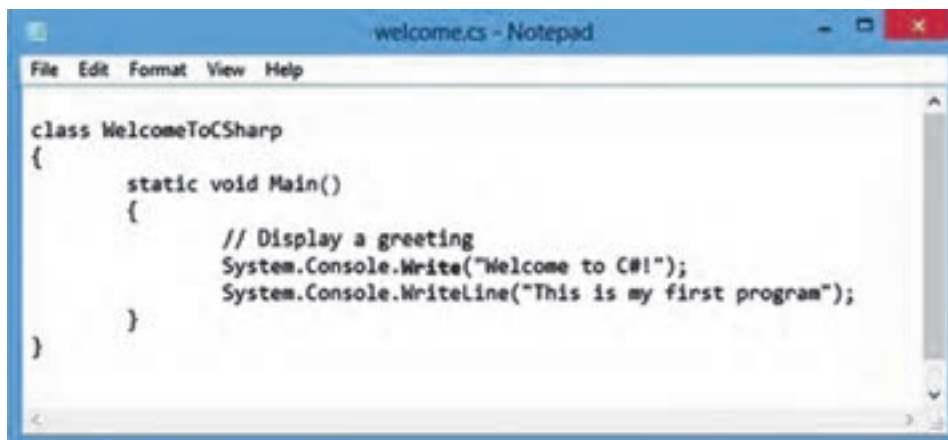 welcome.cs - Notepad
File Edit Format View Help
class WelcomeToCSharp
{
static void Main()
{
// Display a greeting
System.Console.Write("Welcome to C#!");
System.Console.WriteLine("This is my first program");
}
}